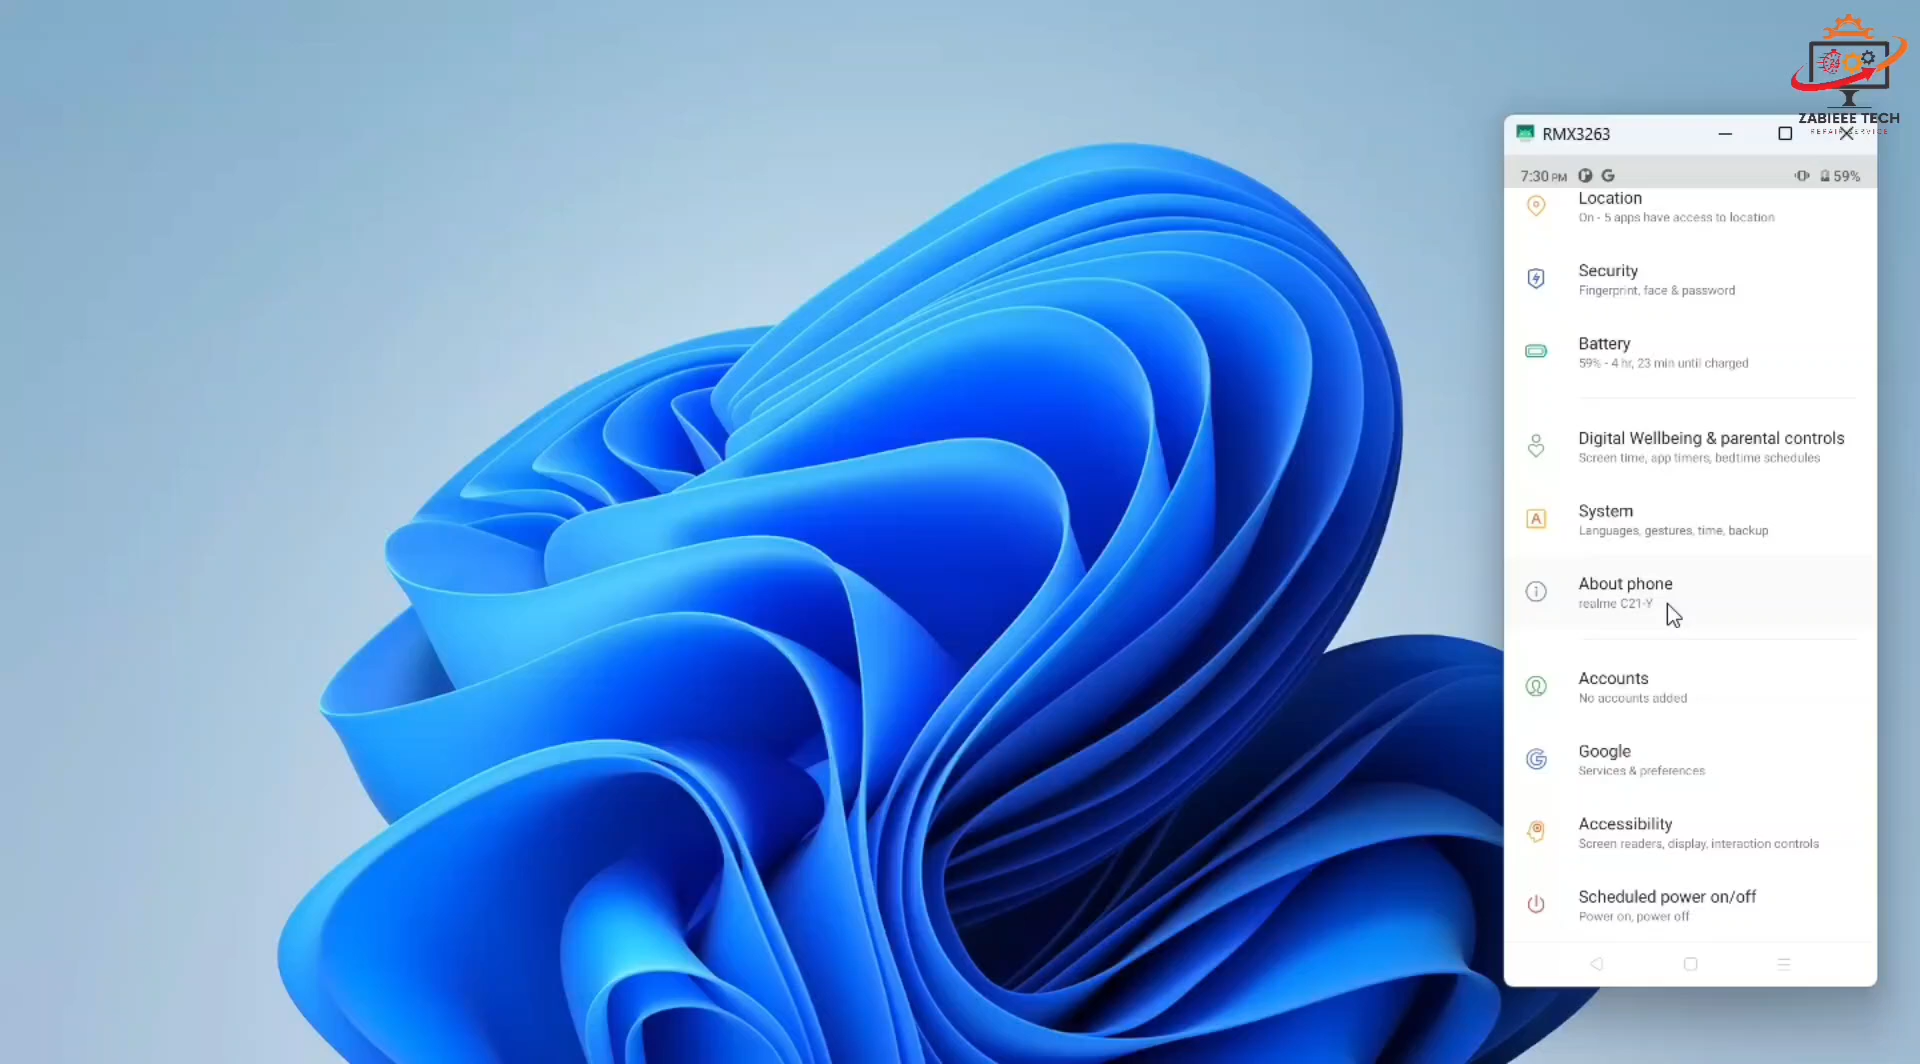 ZABIEEE TECH
REPAIR SERVICE
RMX3263
7:30 PM
59%
Location
On - 5 apps have access to location
Security
Fingerprint, face & password
Battery
59% - 4 hr, 23 min until charged
Digital Wellbeing & parental controls
Screen time, app timers, bedtime schedules
System
Languages, gestures, time, backup
About phone
realme C21-Y
Accounts
No accounts added
Google
Services & preferences
Accessibility
Screen readers, display, interaction controls
Scheduled power on/off
Power on, power off